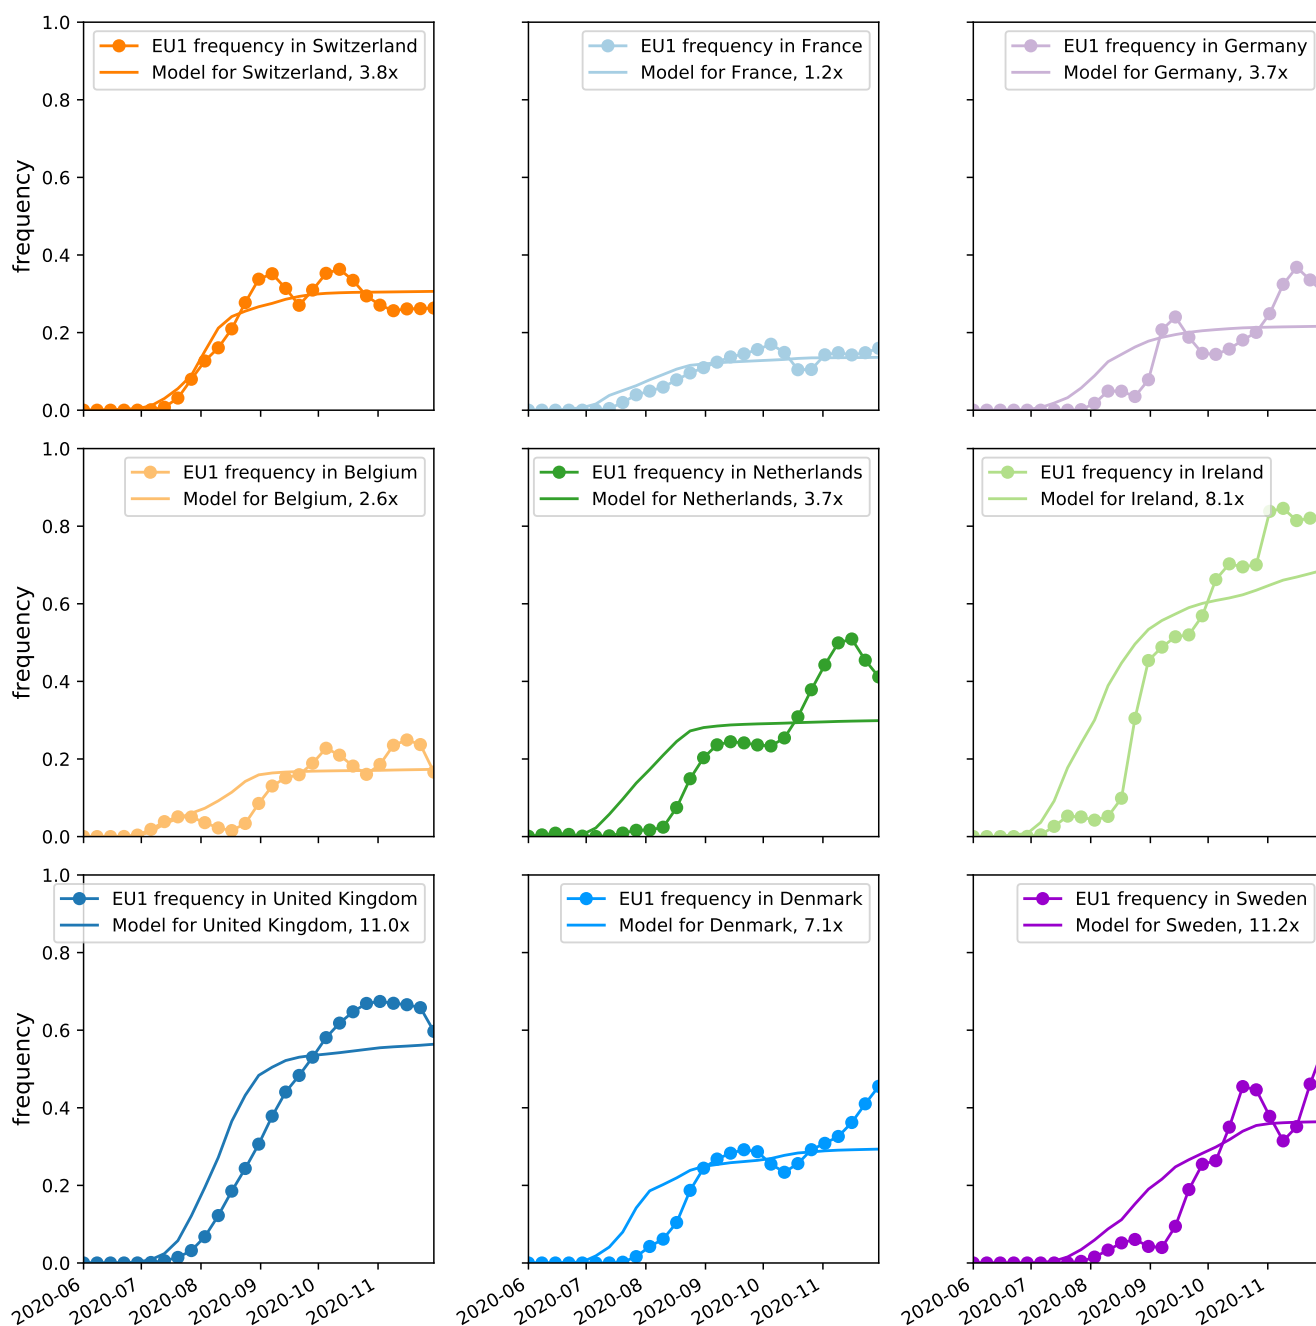 EU1 frequency in Switzerland
Model for Switzerland, 3.8x
EU1 frequency in France
Model for France, 1.2x
EU1 frequency in Germany
Model for Germany, 3.7x
1.0
0.8
0.6
0.4
0.2
0.0
frequency
EU1 frequency in Belgium
Model for Belgium, 2.6x
EU1 frequency in Netherlands
Model for Netherlands, 3.7x
EU1 frequency in Ireland
Model for Ireland, 8.1x
1.0
0.8
0.6
0.4
0.2
0.0
frequency
EU1 frequency in United Kingdom
Model for United Kingdom, 11.0x
EU1 frequency in Denmark
Model for Denmark, 7.1x
EU1 frequency in Sweden
Model for Sweden, 11.2x
1.0
0.8
0.6
0.4
0.2
0.0
frequency
2020-06 2020-07 2020-08 2020-09 2020-10 2020-11
2020-06 2020-07 2020-08 2020-09 2020-10 2020-11
2020-06 2020-07 2020-08 2020-09 2020-10 2020-11